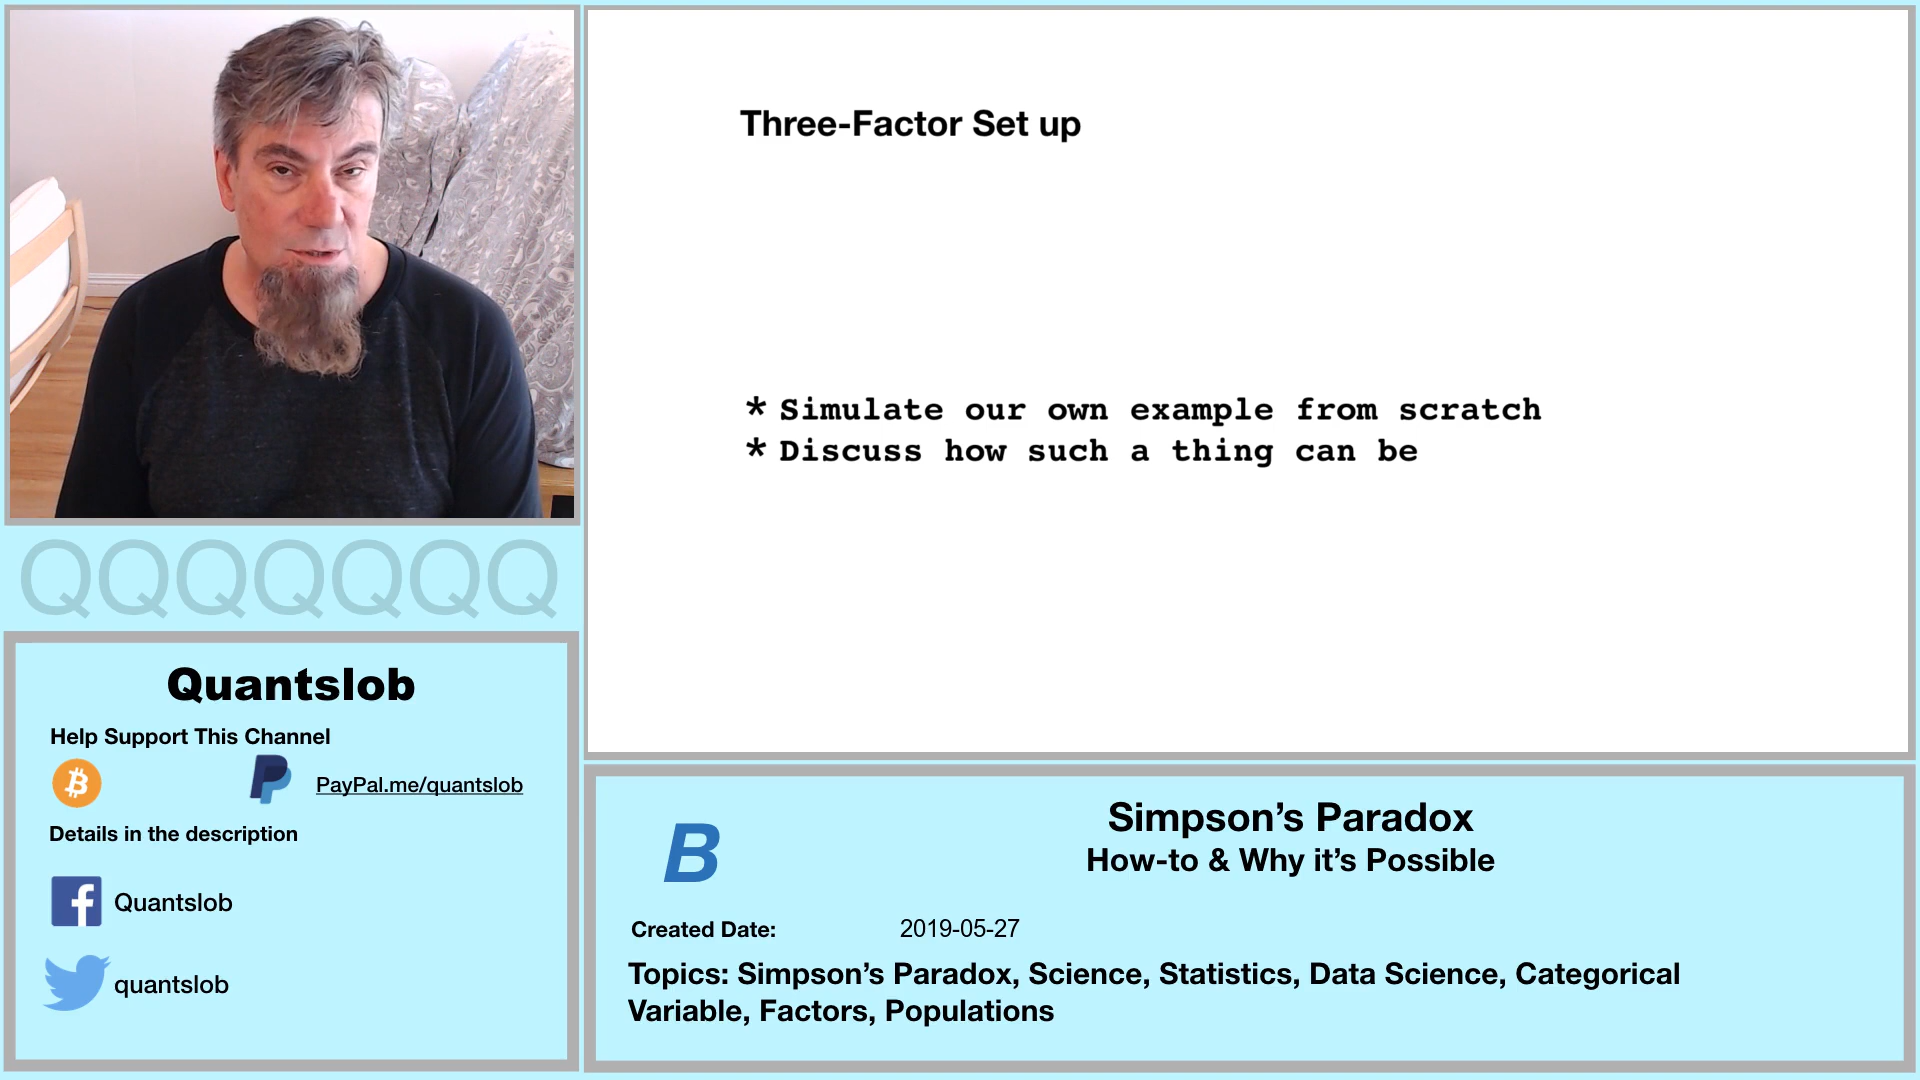 Three-Factor Set up
* Simulate our own example from scratch
* Discuss how such a thing can be
QQQQQQQ
Quantslob
Help Support This Channel
PayPal.me/quantslob
Details in the description
Quantslob
quantslob
B
Simpson’s Paradox
How-to & Why it’s Possible
Created Date: 2019-05-27
Topics: Simpson’s Paradox, Science, Statistics, Data Science, Categorical
Variable, Factors, Populations